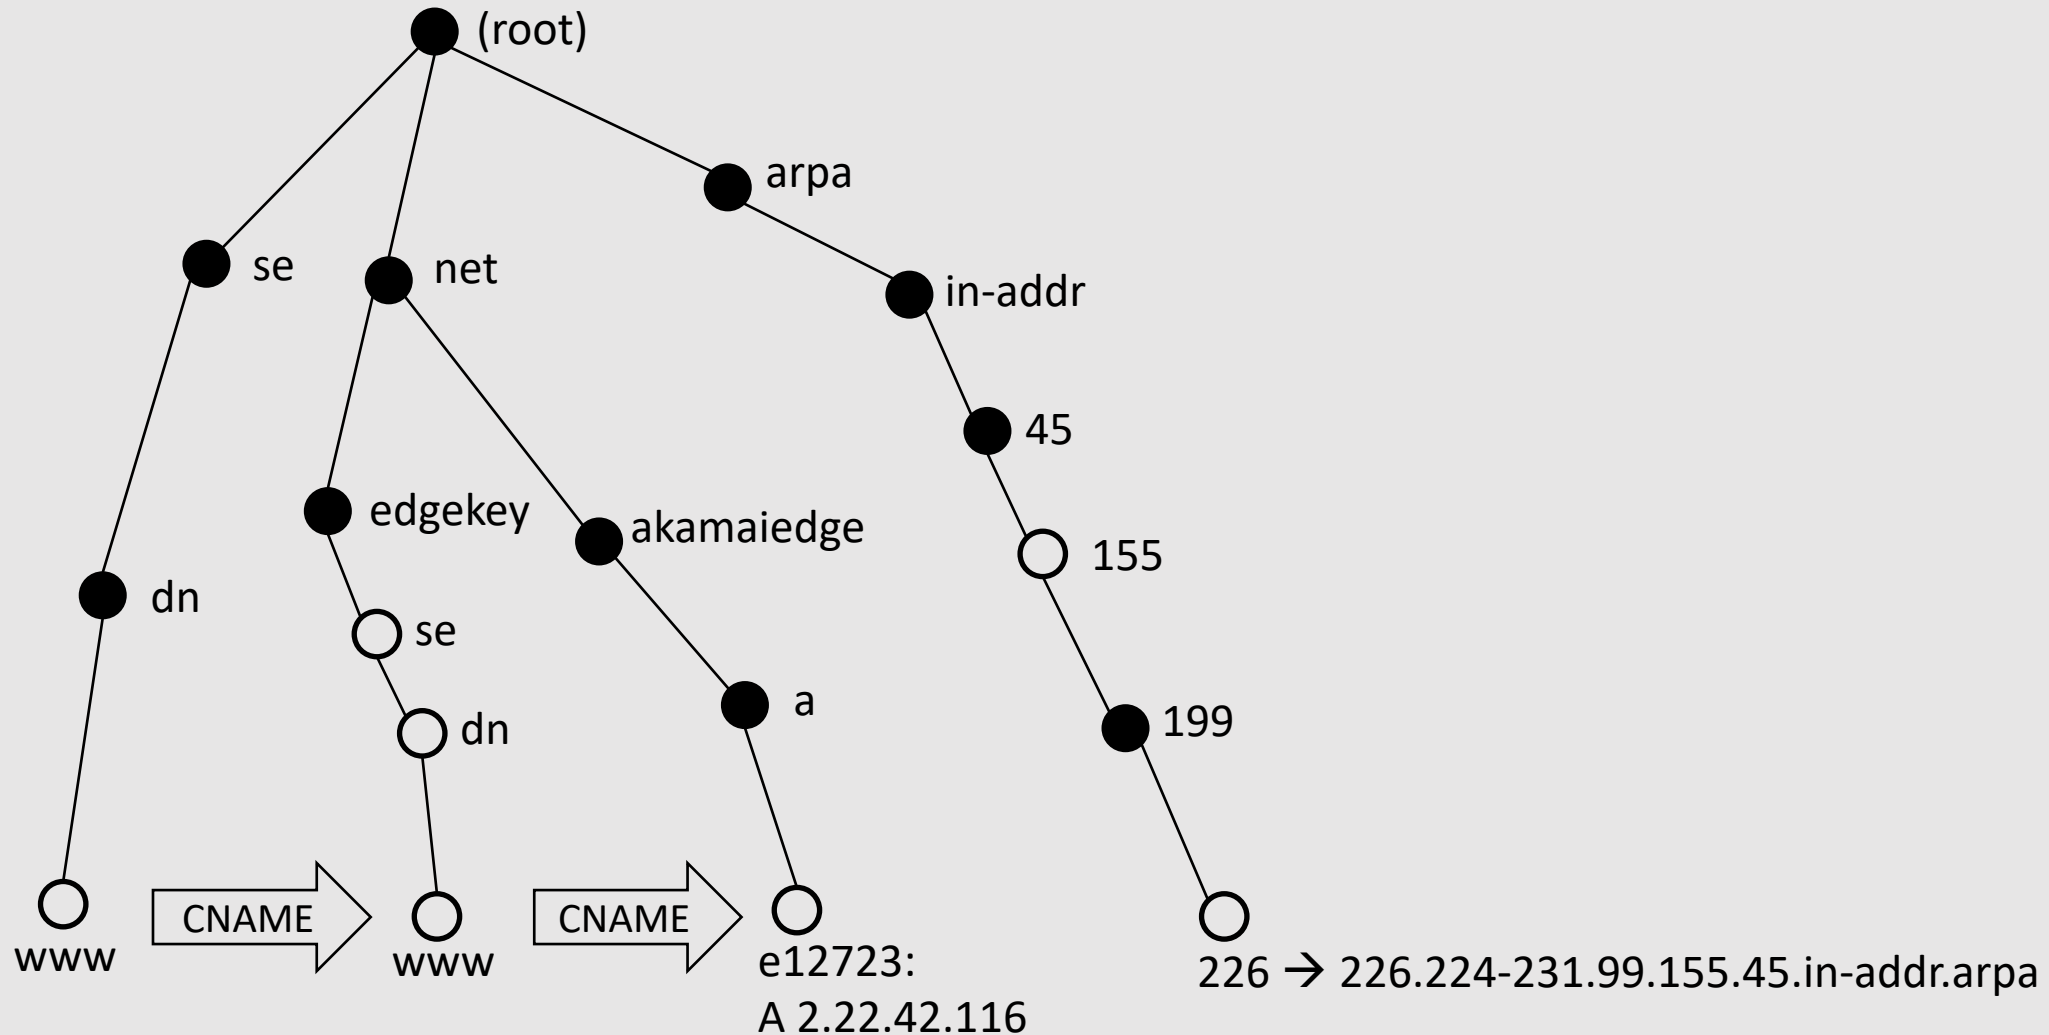 (root)
arpa
se
net
in-addr
45
edgekey
akamaiedge
155
dn
se
a
199
dn
CNAME
CNAME
www
www
e12723:
A 2.22.42.116
226 → 226.224-231.99.155.45.in-addr.arpa